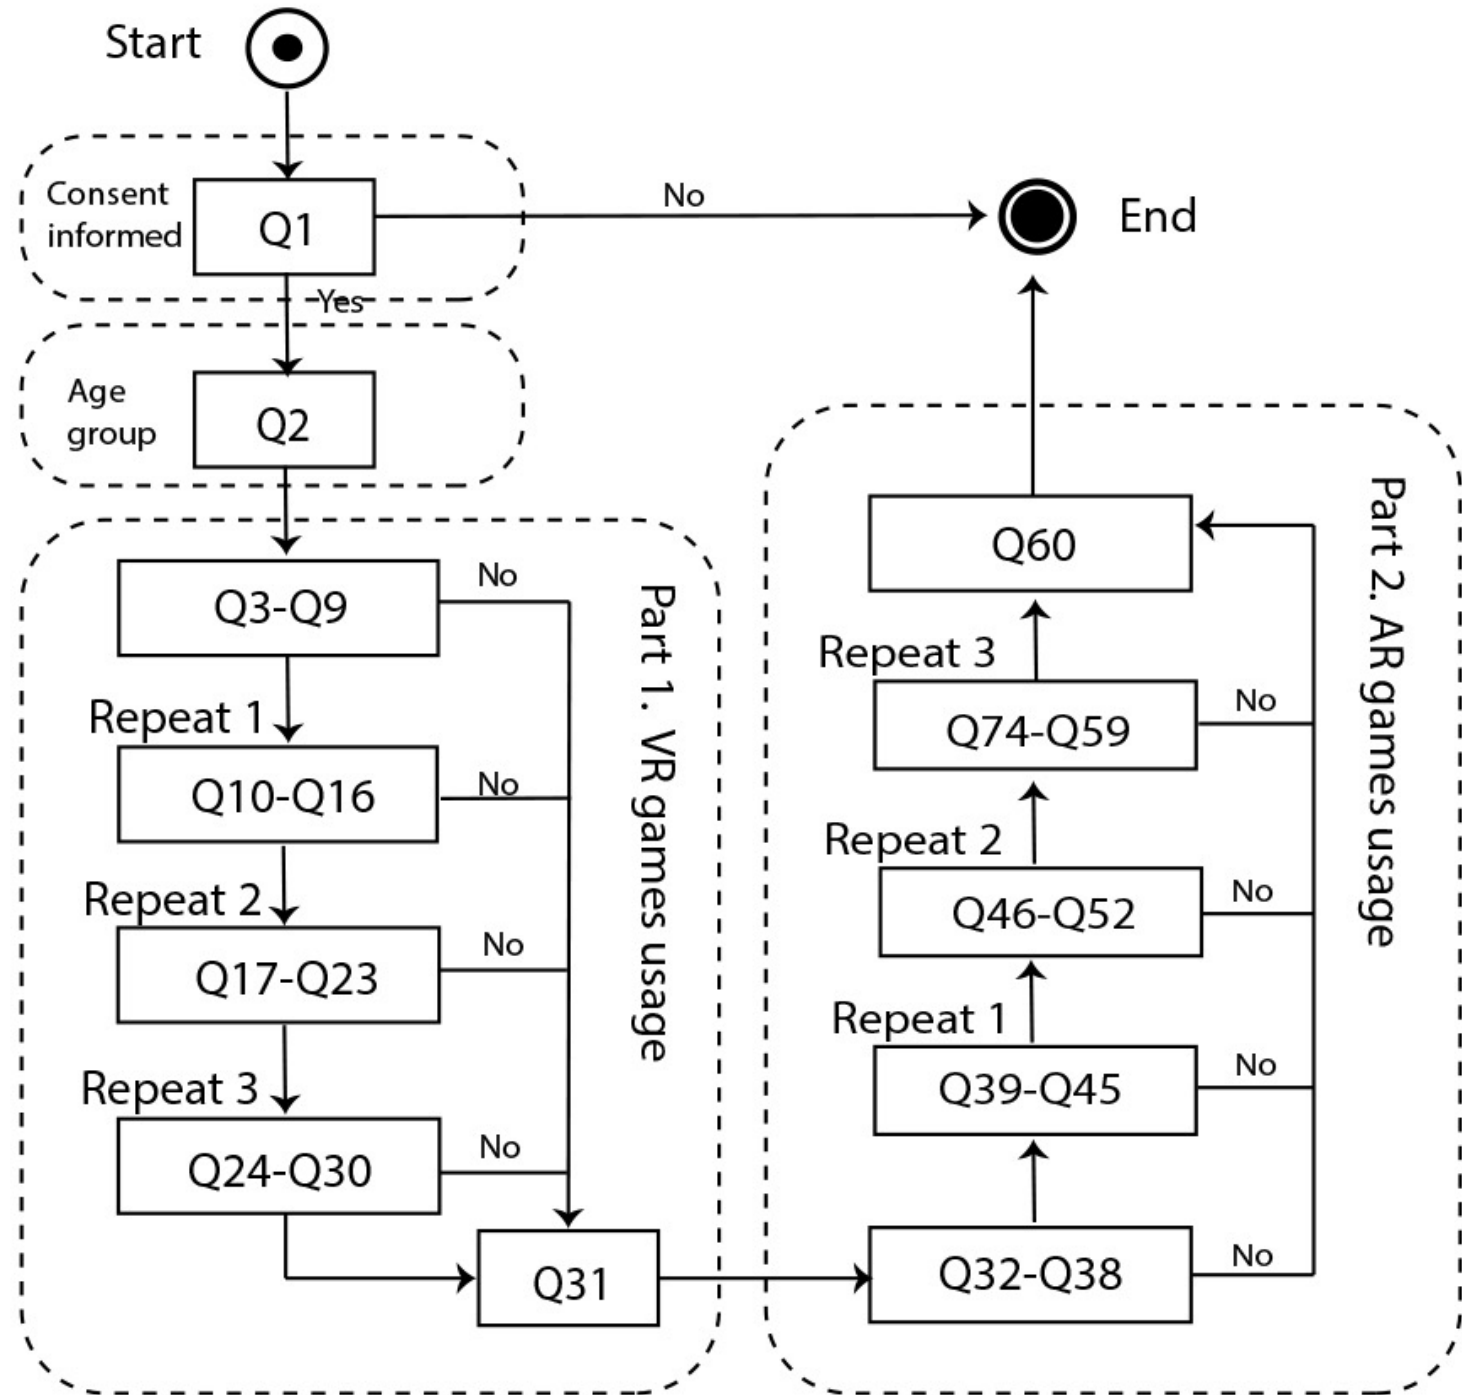 Start
Consent
informed
Q1
No
End
Yes
Age
group
Q2
Part 1. VR games usage
Q3-Q9
No
Repeat 1
Q10-Q16
No
Repeat 2
Q17-Q23
No
Repeat 3
Q24-Q30
No
Q31
Part 2. AR games usage
Q60
Repeat 3
Q74-Q59
No
Repeat 2
Q46-Q52
No
Repeat 1
Q39-Q45
No
Q32-Q38
No